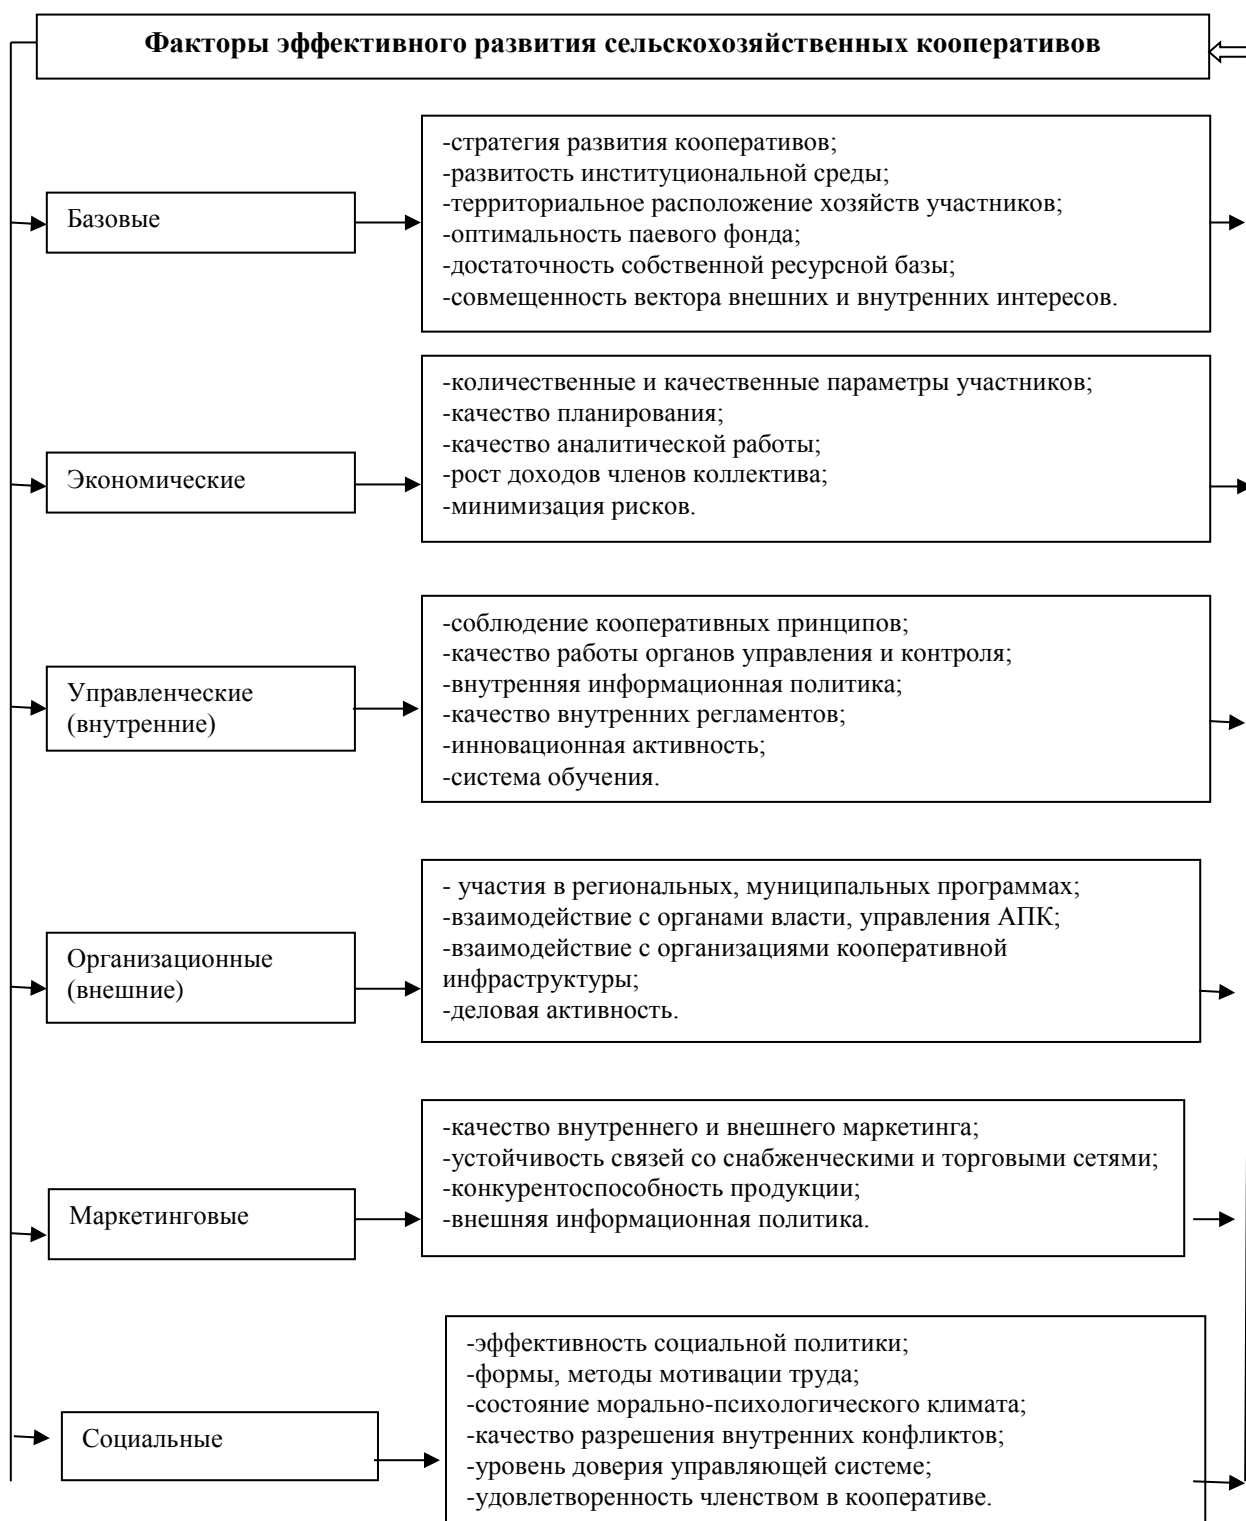 Факторы эффективного развития сельскохозяйственных кооперативов
Базовые
-стратегия развития кооперативов;
-развитость институциональной среды;
-территориальное расположение хозяйств участников;
-оптимальность паевого фонда;
-достаточность собственной ресурсной базы;
-совмещенность вектора внешних и внутренних интересов.
Экономические
-количественные и качественные параметры участников;
-качество планирования;
-качество аналитической работы;
-рост доходов членов коллектива;
-минимизация рисков.
Управленческие
(внутренние)
-соблюдение кооперативных принципов;
-качество работы органов управления и контроля;
-внутренняя информационная политика;
-качество внутренних регламентов;
-инновационная активность;
-система обучения.
Организационные
(внешние)
- участия в региональных, муниципальных программах;
-взаимодействие с органами власти, управления АПК;
-взаимодействие с организациями кооперативной
инфраструктуры;
-деловая активность.
Маркетинговые
-качество внутреннего и внешнего маркетинга;
-устойчивость связей со снабженческими и торговыми сетями;
-конкурентоспособность продукции;
-внешняя информационная политика.
Социальные
-эффективность социальной политики;
-формы, методы мотивации труда;
-состояние морально-психологического климата;
-качество разрешения внутренних конфликтов;
-уровень доверия управляющей системе;
-удовлетворенность членством в кооперативе.